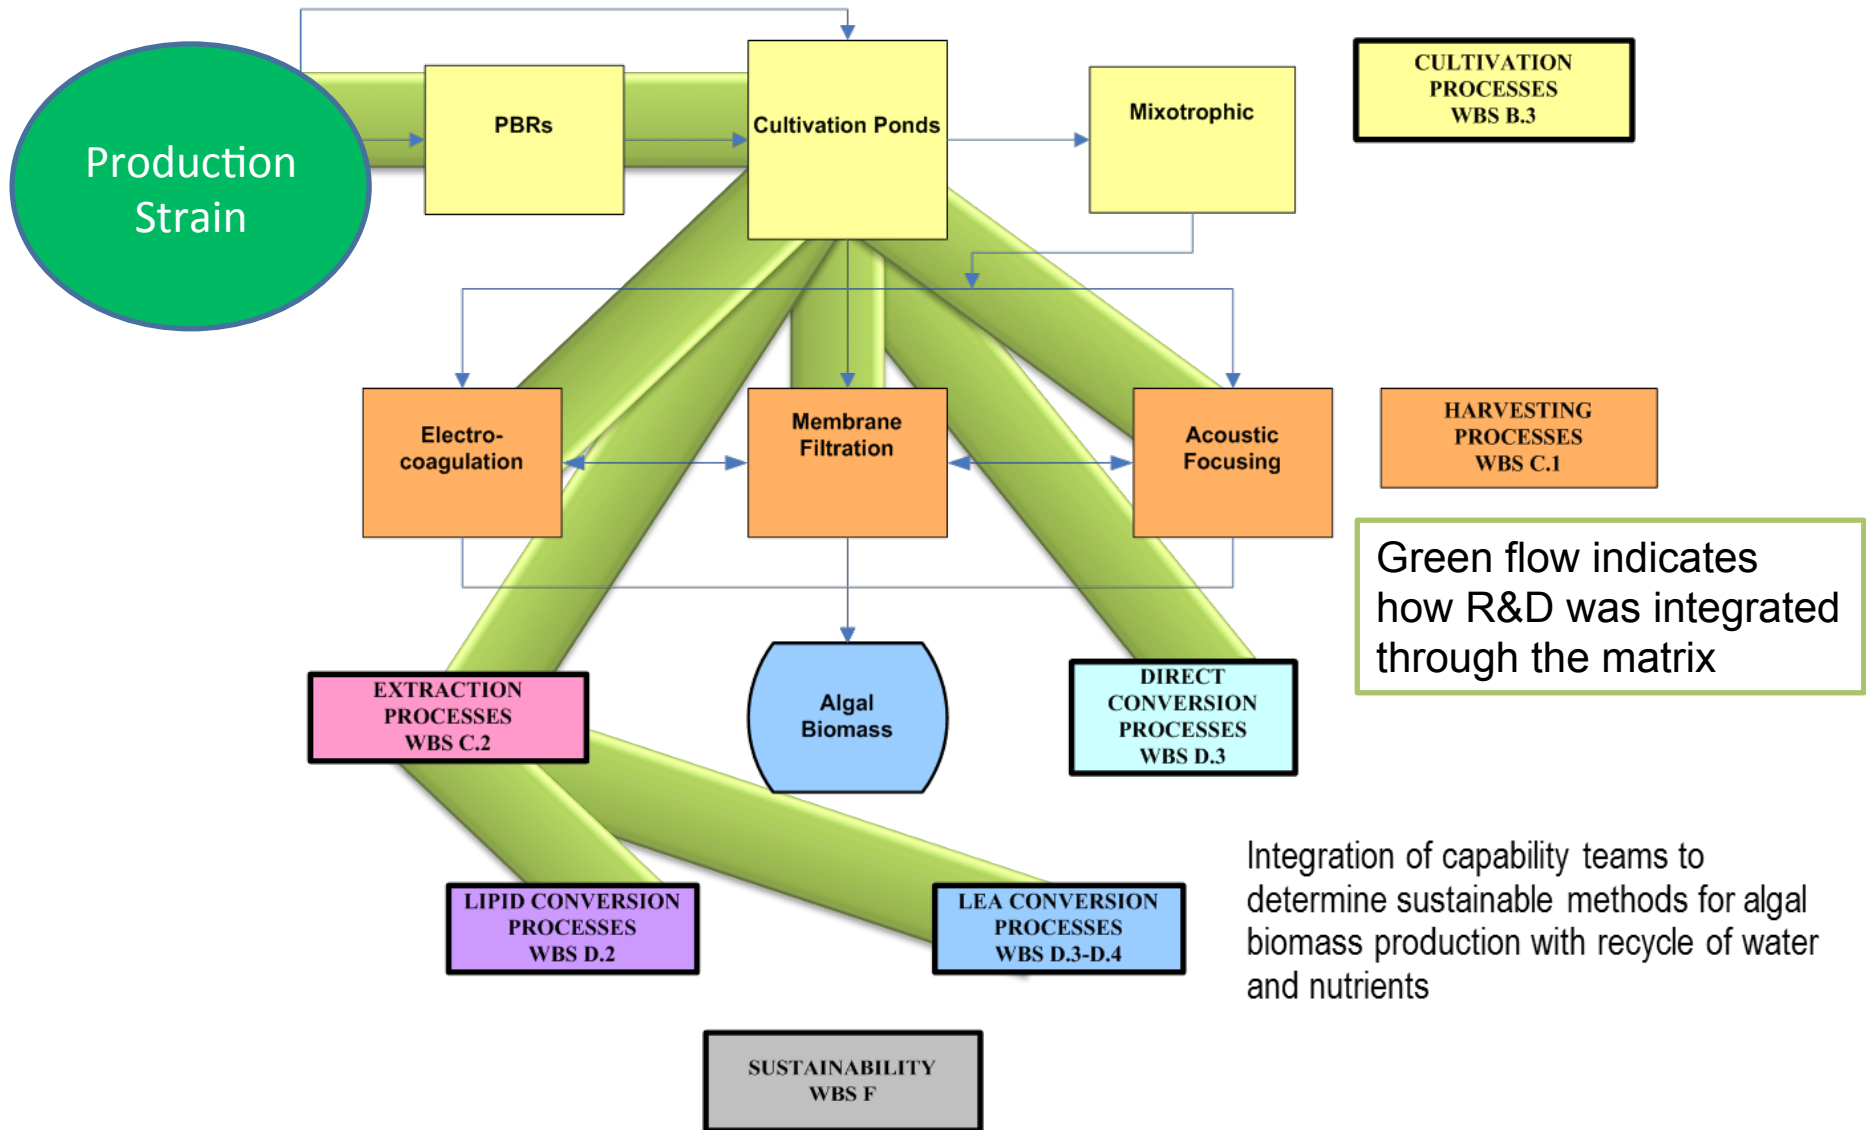 Production
Strain
PBRs
Cultivation Ponds
Mixotrophic
CULTIVATION
PROCESSES
WBS B.3
Electro-
coagulation
Membrane
Filtration
Acoustic
Focusing
HARVESTING
PROCESSES
WBS C.1
Green flow indicates
how R&D was integrated
through the matrix
EXTRACTION
PROCESSES
WBS C.2
Algal
Biomass
DIRECT
CONVERSION
PROCESSES
WBS D.3
LIPID CONVERSION
PROCESSES
WBS D.2
LEA CONVERSION
PROCESSES
WBS D.3-D.4
Integration of capability teams to
determine sustainable methods for algal
biomass production with recycle of water
and nutrients
SUSTAINABILITY
WBS F